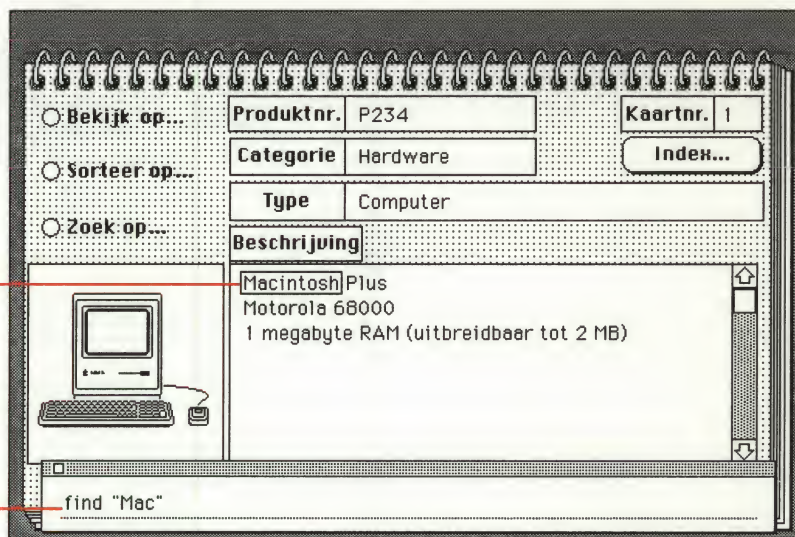 Bekijk op...
Produktnr. P234
Kaartnr. 1
Categorie Hardware
Index...
Sorteer op...
Type Computer
Zoek op...
Beschrijving
Macintosh Plus
Motorola 68000
1 megabyte RAM (uitbreidbaar tot 2 MB)
find "Mac"